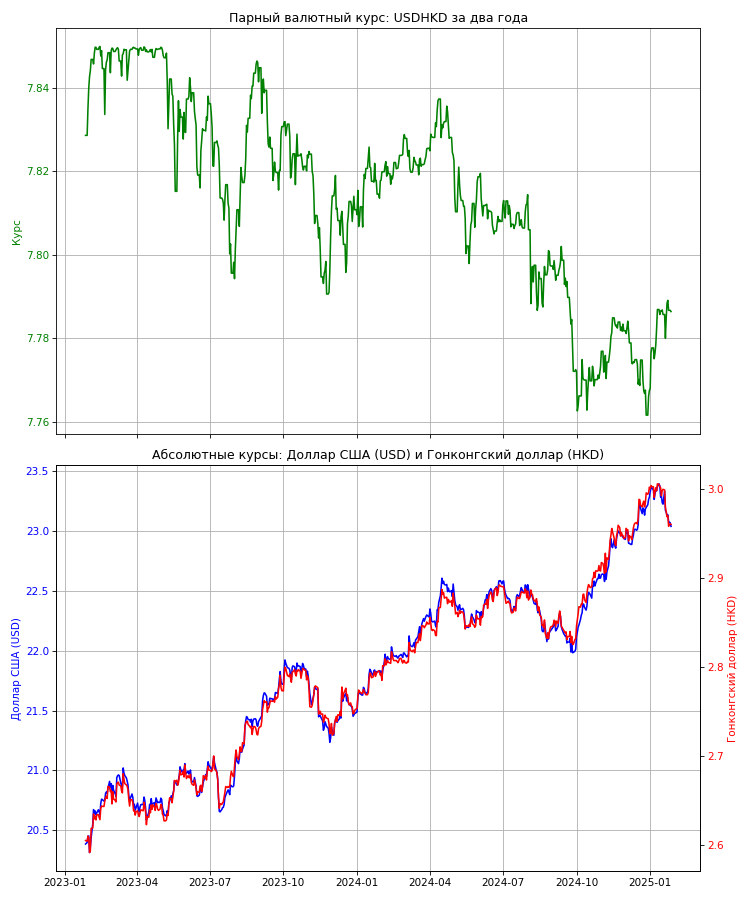 Парный валютный курс: USDHKD за два года
7.84
7.82
7.80
7.78
7.76
Курс
Абсолютные курсы: Доллар США (USD) и Гонконгский доллар (HKD)
23.5
23.0
22.5
22.0
21.5
21.0
20.5
Доллар США (USD)
3.0
2.9
2.8
2.7
2.6
Гонконгский доллар (HKD)
2023-01 2023-04 2023-07 2023-10 2024-01 2024-04 2024-07 2024-10 2025-01